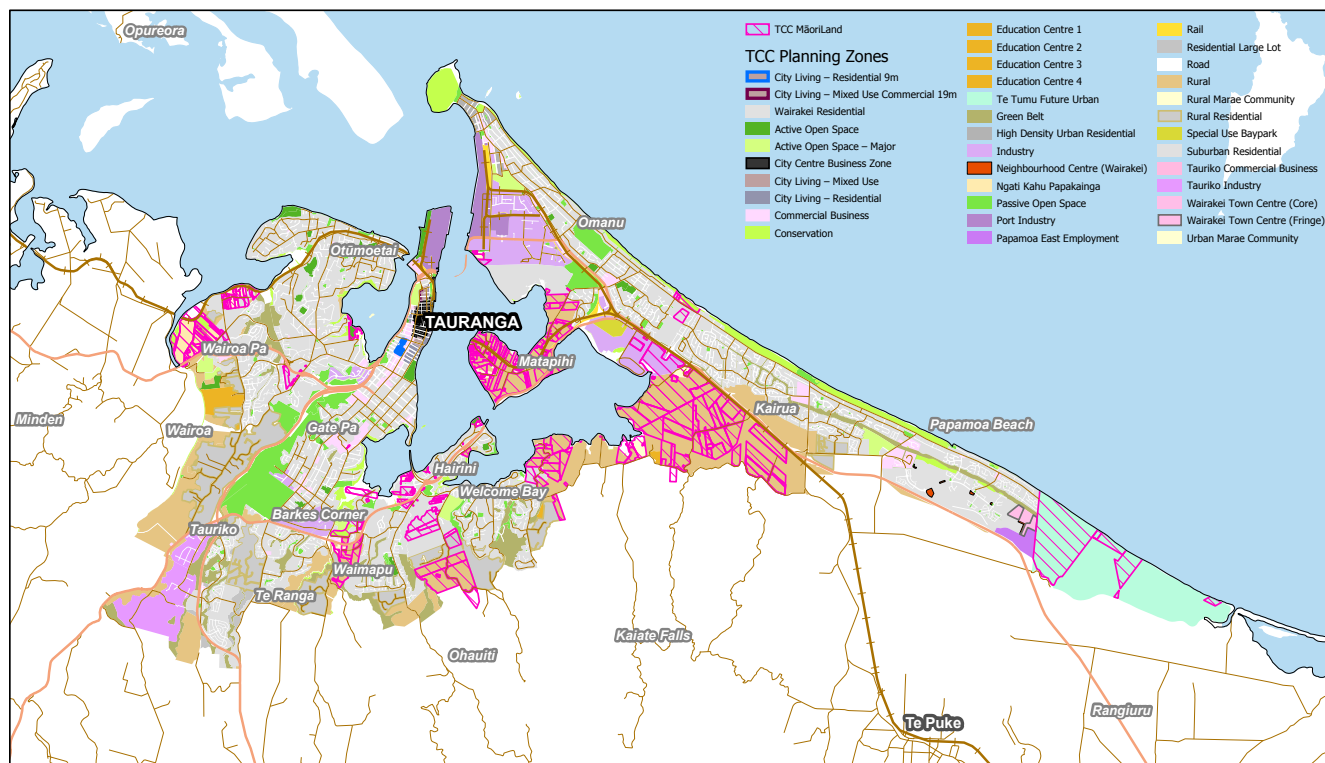 Opureora
TCC MāoriLand
TCC Planning Zones
City Living – Residential 9m
City Living – Mixed Use Commercial 19m
Wairakei Residential
Active Open Space
Active Open Space – Major
City Centre Business Zone
City Living – Mixed Use
City Living – Residential
Commercial Business
Conservation
Education Centre 1
Education Centre 2
Education Centre 3
Education Centre 4
Te Tumu Future Urban
Green Belt
High Density Urban Residential
Industry
Neighbourhood Centre (Wairakei)
Ngati Kahu Papakainga
Passive Open Space
Port Industry
Papamoa East Employment
Rail
Residential Large Lot
Road
Rural
Rural Marae Community
Rural Residential
Special Use Baypark
Suburban Residential
Tauriko Commercial Business
Tauriko Industry
Wairakei Town Centre (Core)
Wairakei Town Centre (Fringe)
Urban Marae Community
Omanu
Otūmoetai
TAURANGA
Wairoa Pa
Matapihi
Minden
Kairua
Wairoa
Gate Pa
Papamoa Beach
Hairini
Welcome Bay
Barkes Corner
Tauriko
Waimapu
Te Ranga
Kaiate Falls
Ohauiti
Rangiuru
Te Puke